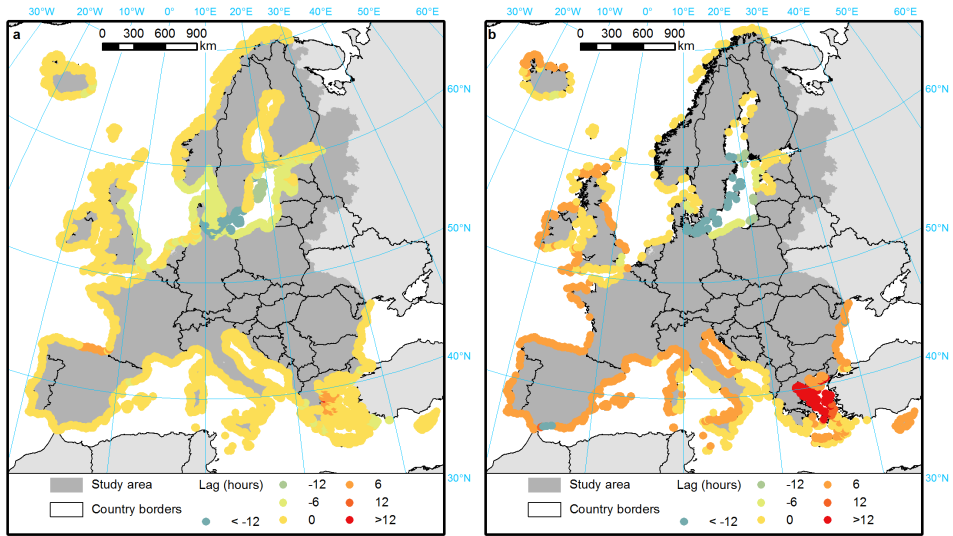 30°W 20°W 10°W 0° 10°E 20°E 30°E 40°E 50°E 60°E
a
0 300 600 900
km
60°N
50°N
40°N
30°N
Study area
Country borders
Lag (hours)
< -12
-12
-6
0
6
12
>12
30°W 20°W 10°W 0° 10°E 20°E 30°E 40°E 50°E 60°E
b
0 300 600 900
km
60°N
50°N
40°N
30°N
Study area
Country borders
Lag (hours)
< -12
-12
-6
0
6
12
>12